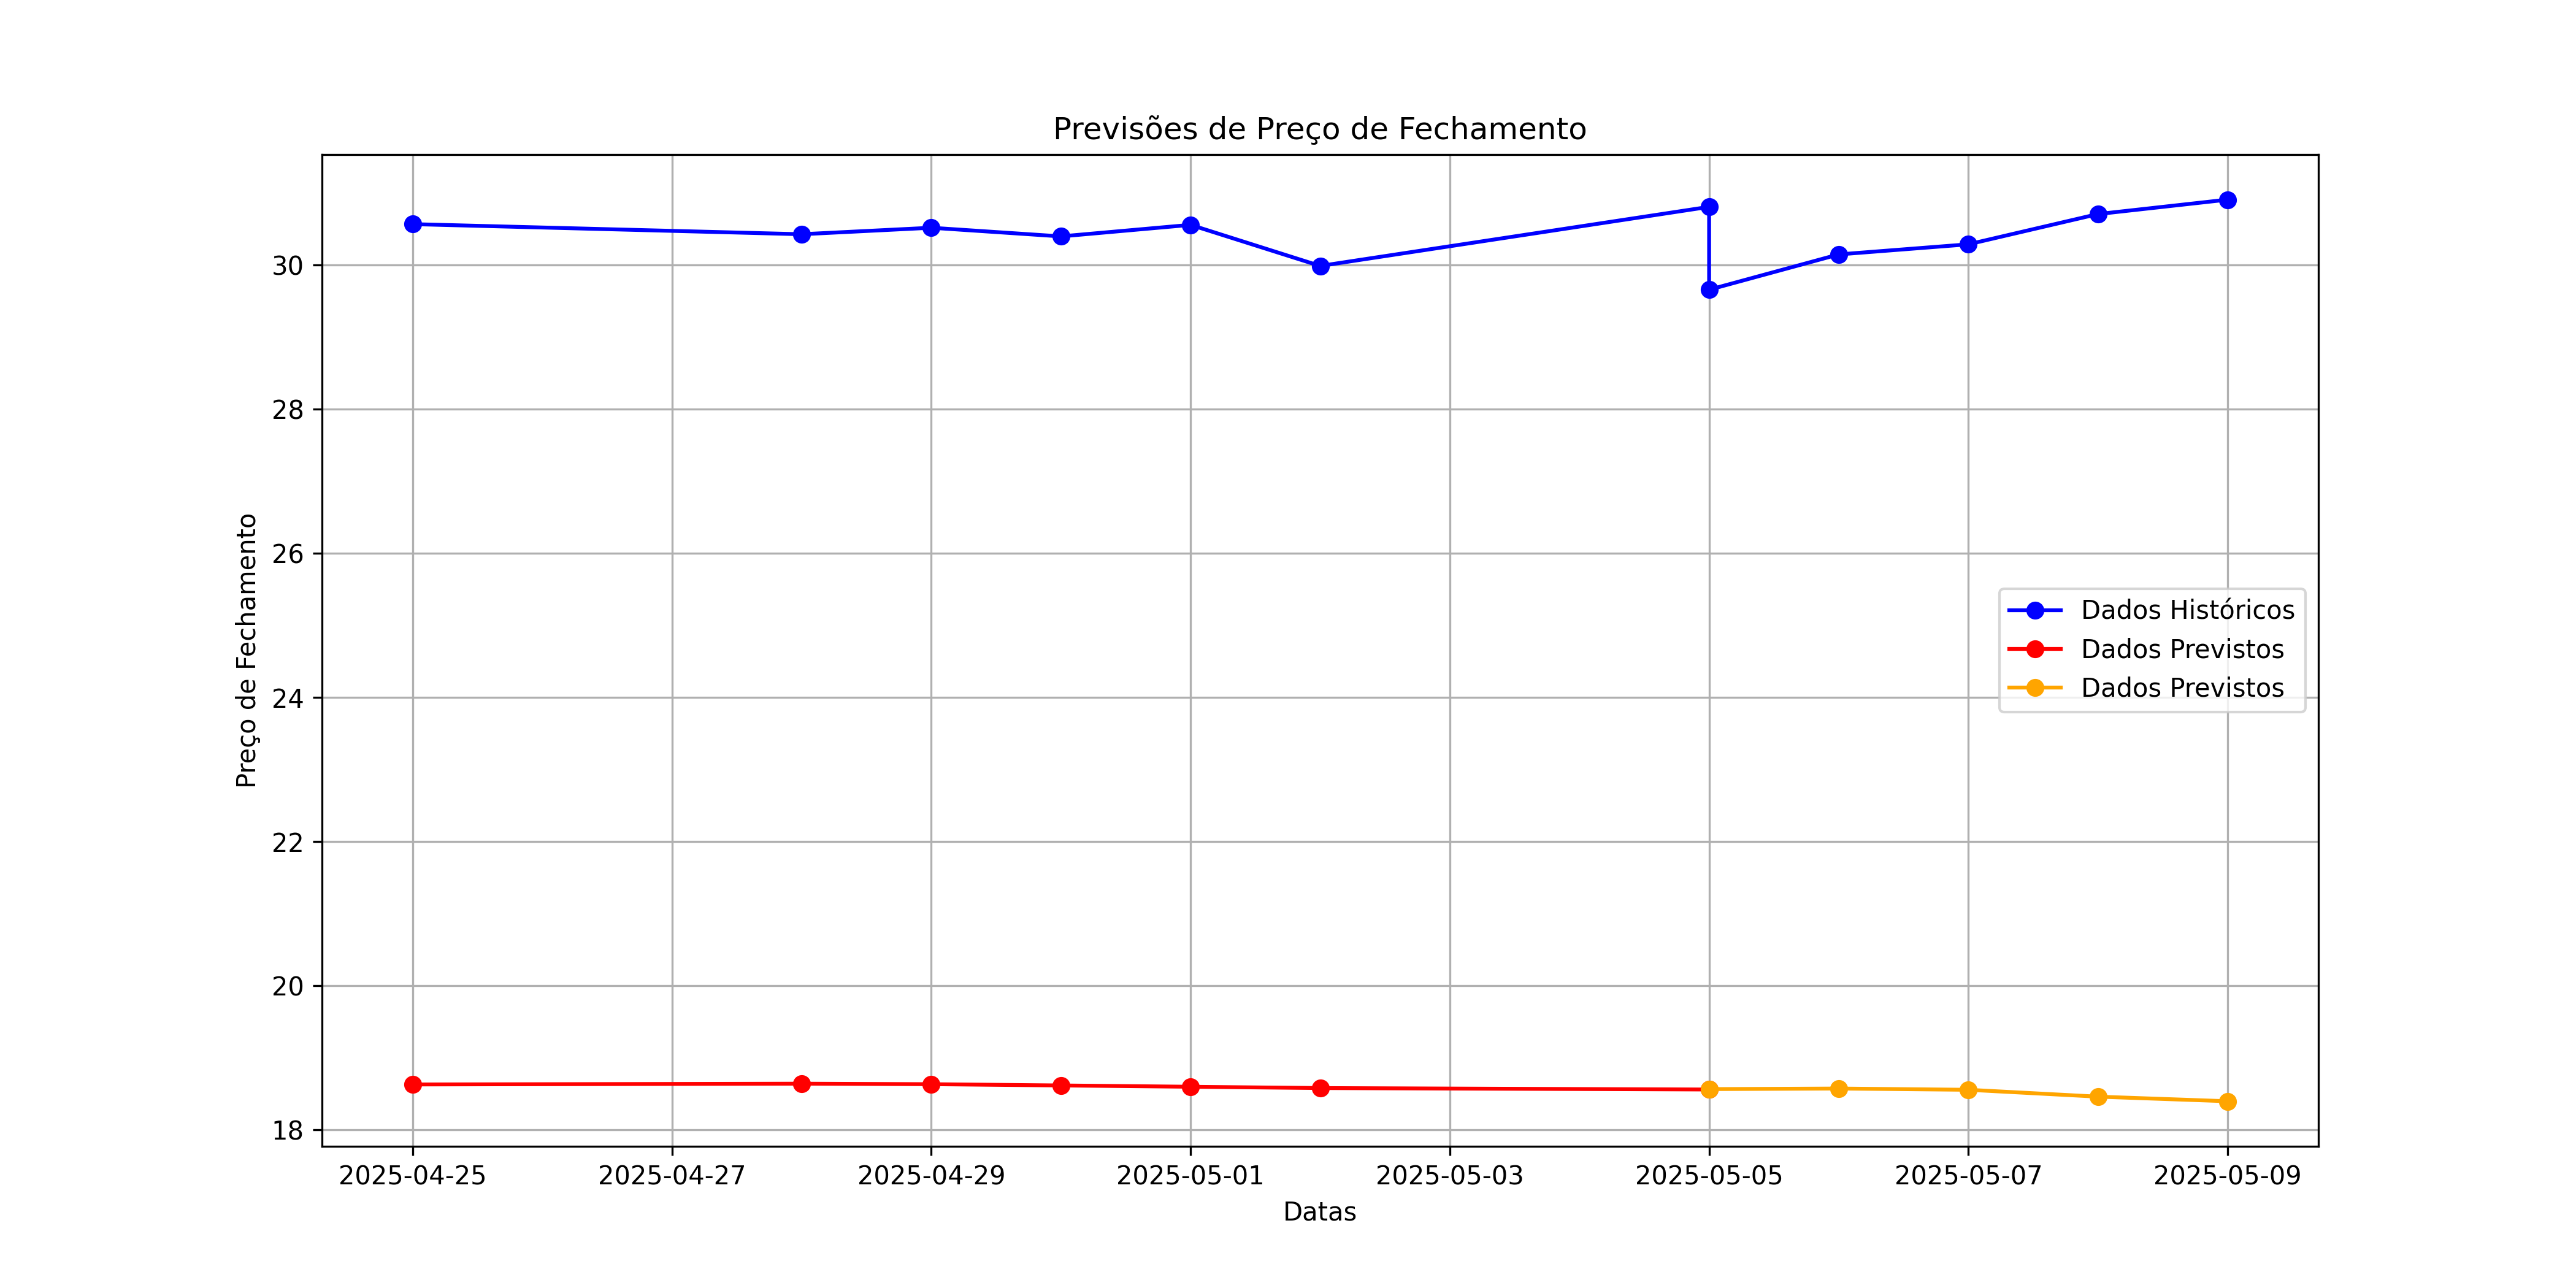 Previsões de Preço de Fechamento
Preço de Fechamento
30
28
26
24
22
20
18
Dados Históricos
Dados Previstos
Dados Previstos
2025-04-25
2025-04-27
2025-04-29
2025-05-01
2025-05-03
2025-05-05
2025-05-07
2025-05-09
Datas